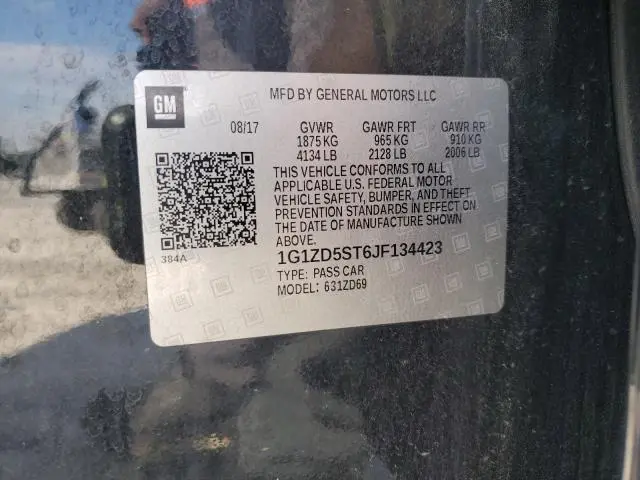 GM
MFD BY GENERAL MOTORS LLC
08/17 GVWR GAWR FRT GAWR RR
1875 KG 965 KG 910 KG
4134 LB 2128 LB 2006 LB
THIS VEHICLE CONFORMS TO ALL
APPLICABLE U.S. FEDERAL MOTOR
VEHICLE SAFETY, BUMPER, AND THEFT
PREVENTION STANDARDS IN EFFECT ON
THE DATE OF MANUFACTURE SHOWN
ABOVE.
384A
1G1ZD5ST6JF134423
TYPE: PASS CAR
MODEL: 631ZD69